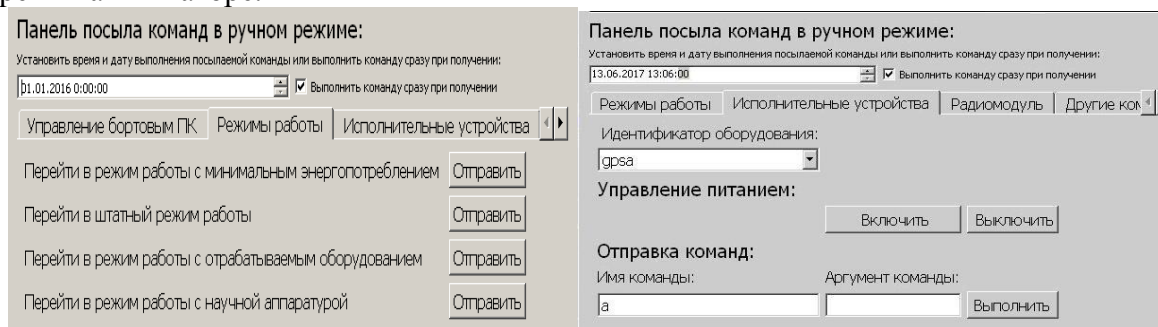 Панель посыла команд в ручном режиме:
Установить время и дату выполнения посылаемой команды или выполнить команду сразу при получении:
01.01.2016 0:00:00
Выполнить команду сразу при получении
Управление бортовым ПК Режимы работы Исполнительные устройства
Перейти в режим работы с минимальным энергопотреблением Отправить
Перейти в штатный режим работы Отправить
Перейти в режим работы с отрабатываемым оборудованием Отправить
Перейти в режим работы с научной аппаратурой Отправить
Панель посыла команд в ручном режиме:
Установить время и дату выполнения посылаемой команды или выполнить команду сразу при получении:
13.06.2017 13:06:00
Выполнить команду сразу при получении
Режимы работы Исполнительные устройства Радиомодуль Другие ком
Идентификатор оборудования:
gpsa
Управление питанием:
Включить Выключить
Отправка команд:
Имя команды: Аргумент команды:
a Выполнить